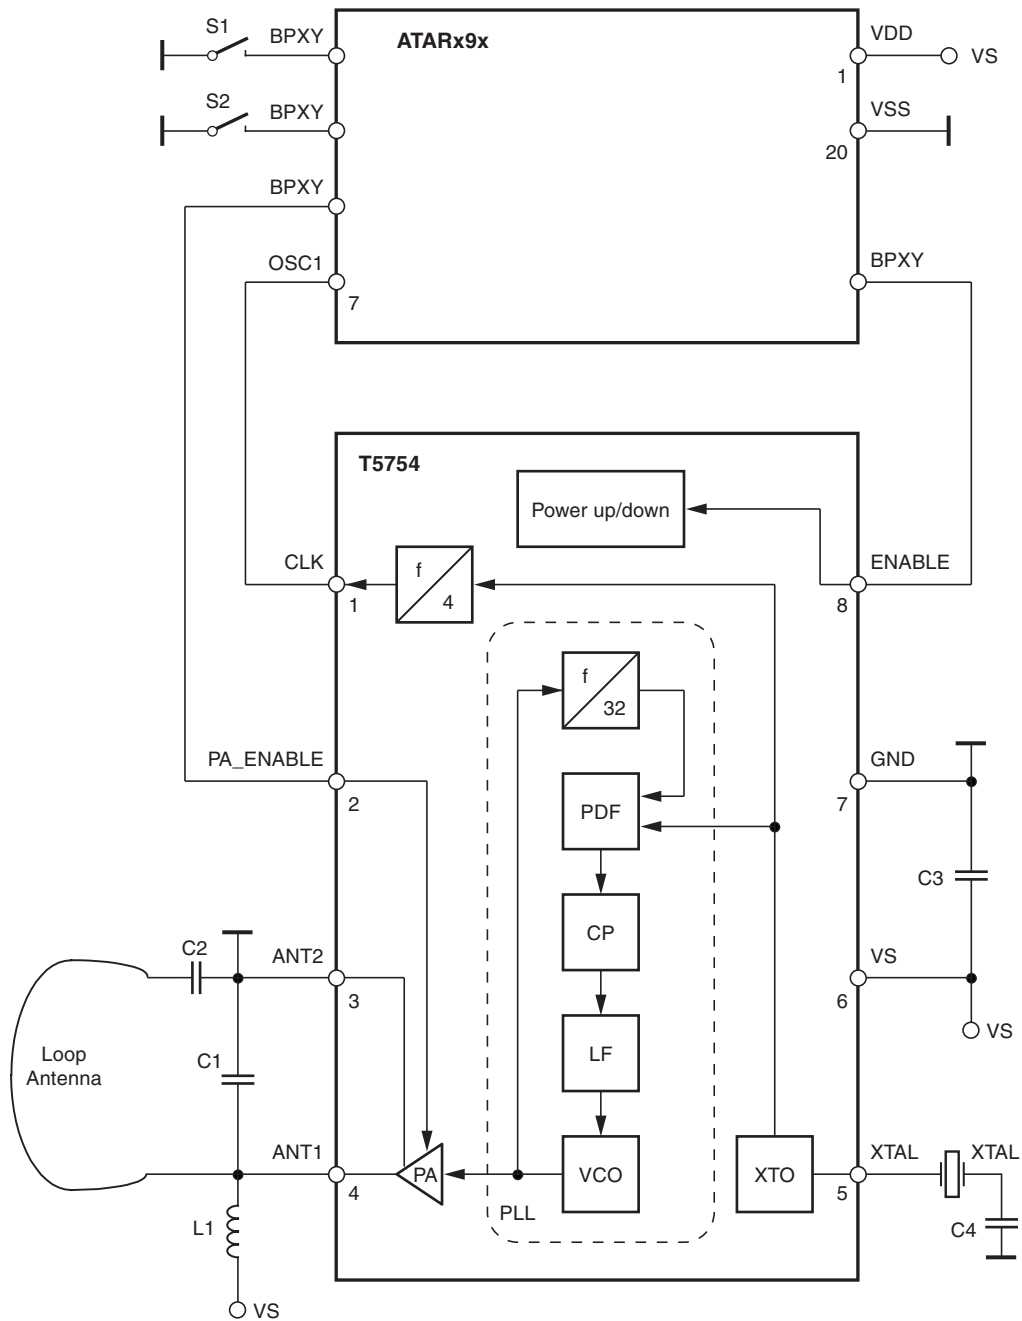 S1
BPXY
ATARx9x
VDD
1
VS
S2
BPXY
VSS
20
BPXY
OSC1
7
BPXY
T5754
Power up/down
CLK
1
f
4
ENABLE
8
f
32
PA_ENABLE
2
GND
7
PDF
C3
CP
C2
ANT2
3
VS
6
VS
Loop
Antenna
C1
LF
ANT1
4
PA
VCO
XTO
XTAL
5
XTAL
PLL
L1
C4
VS